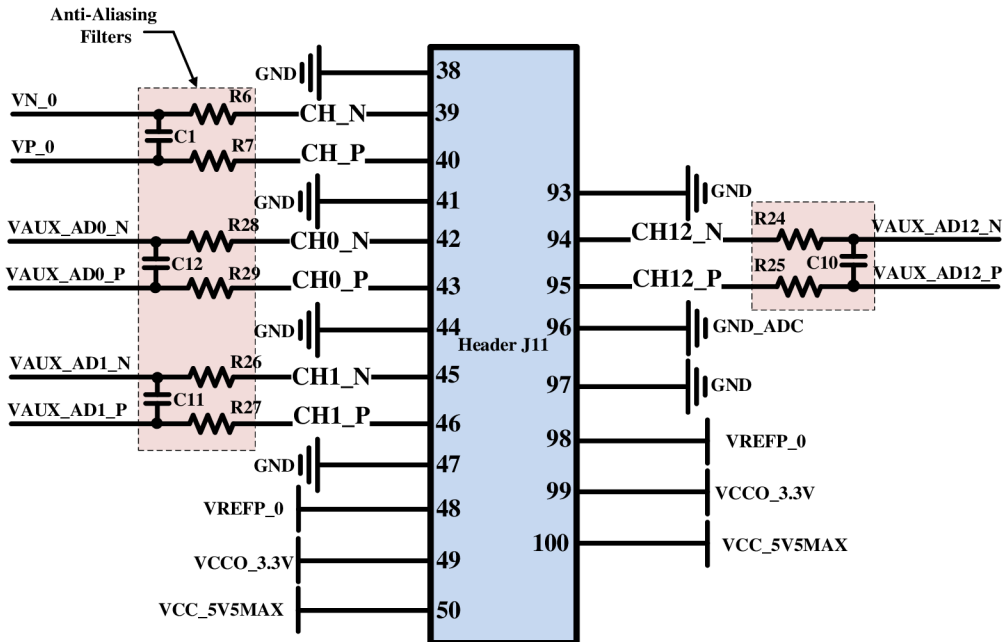 Anti-Aliasing
Filters
GND
38
VN_0
R6
CH_N
39
C1
VP_0
R7
CH_P
40
GND
41
VAUX_AD0_N
R28
CH0_N
42
C12
VAUX_AD0_P
R29
CH0_P
43
GND
44
VAUX_AD1_N
R26
CH1_N
45
C11
VAUX_AD1_P
R27
CH1_P
46
GND
47
VREFP_0
48
VCCO_3.3V
49
VCC_5V5MAX
50
Header J11
93
GND
94
CH12_N
R24
VAUX_AD12_N
C10
95
CH12_P
R25
VAUX_AD12_P
96
GND_ADC
97
GND
98
VREFP_0
99
VCCO_3.3V
100
VCC_5V5MAX